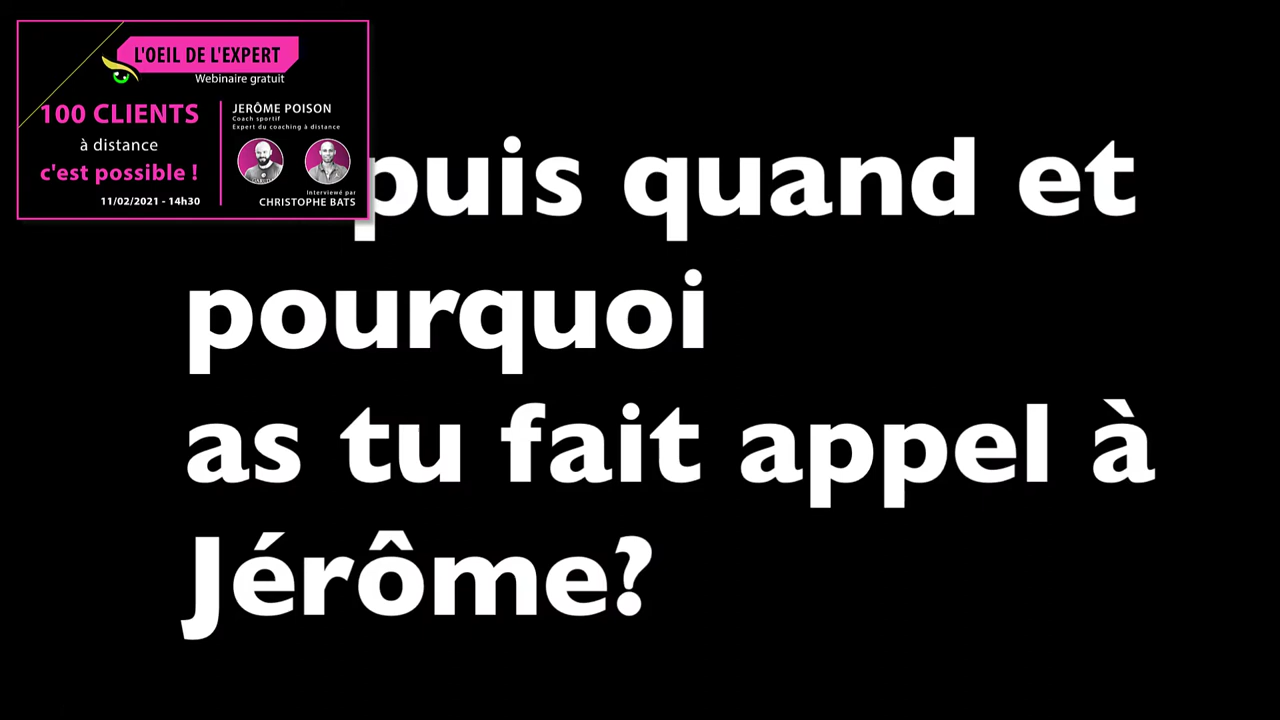 L'OEIL DE L'EXPERT
Webinaire gratuit
100 CLIENTS
à distance
c'est possible !
11/02/2021 - 14h30
JERÔME POISON
Coach sportif
Expert du coaching à distance
Interviewé par
CHRISTOPHE BATS
puis quand et
pourquoi
as tu fait appel à
Jérôme?